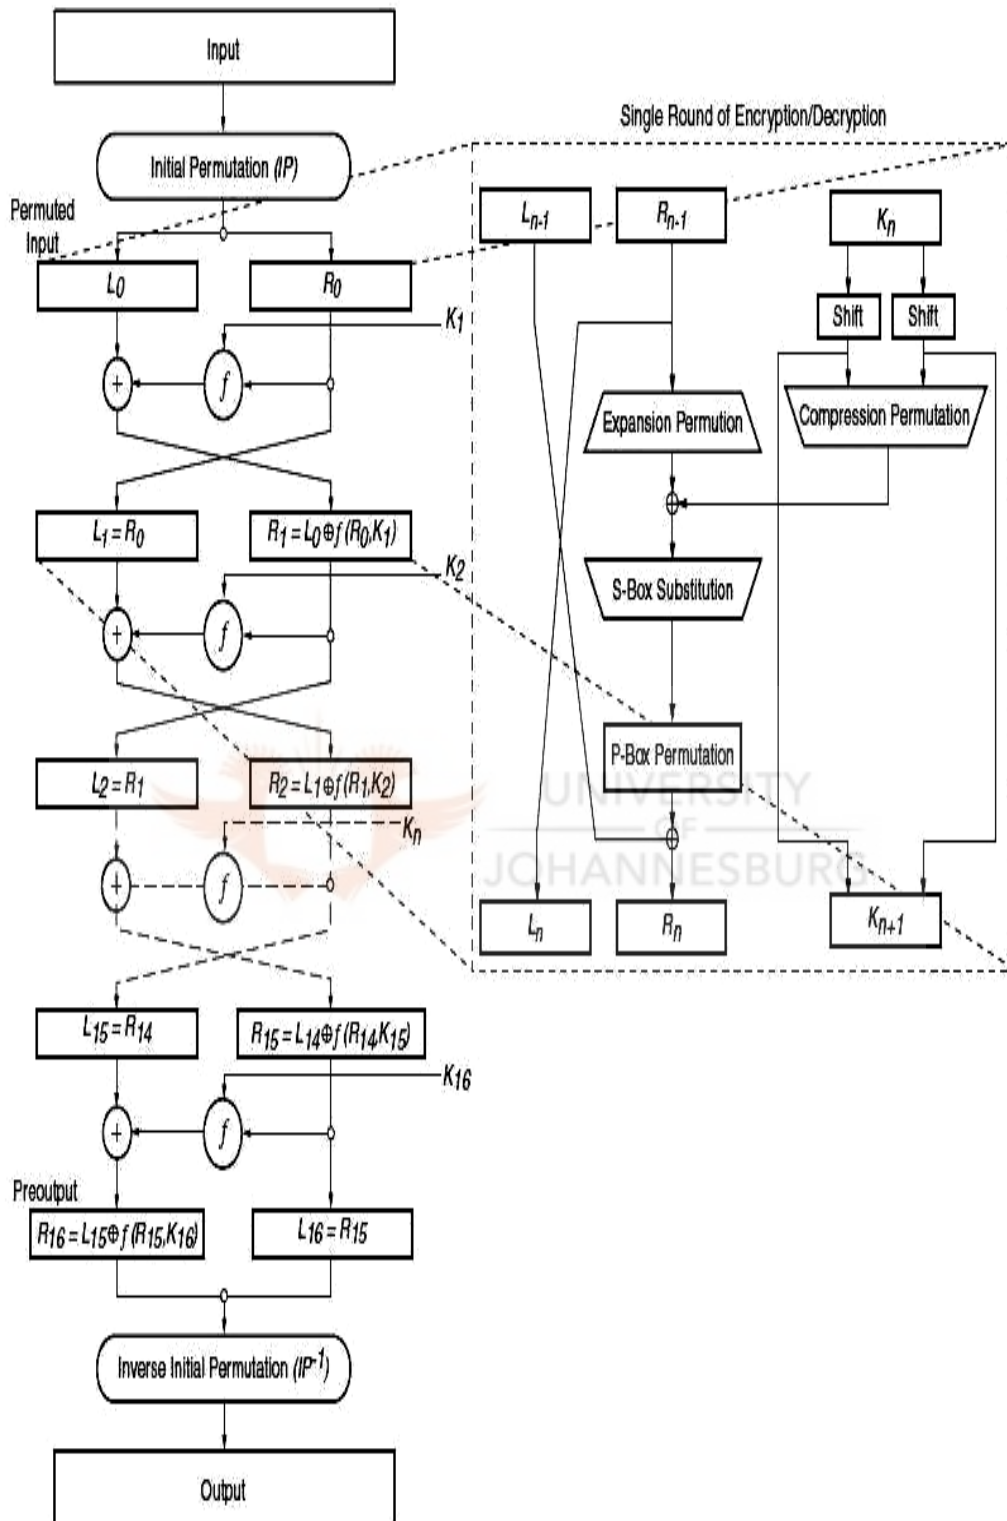 Input
Initial Permutation (IP)
Permuted
Input
L0
R0
K1
+
f
L1 = R0
R1 = L0 ⊕ f (R0,K1)
K2
+
f
L2 = R1
R2 = L1 ⊕ f (R1,K2)
Kn
+
f
L15 = R14
R15 = L14 ⊕ f (R14,K15)
K16
+
f
Preoutput
R16 = L15 ⊕ f (R15,K16)
L16 = R15
Inverse Initial Permutation (IP-1)
Output
Single Round of Encryption/Decryption
Ln-1
Rn-1
Kn
Shift
Shift
Expansion Permution
Compression Permutation
S-Box Substitution
P-Box Permutation
Ln
Rn
Kn+1
UNIVERSITY
OF
JOHANNESBURG